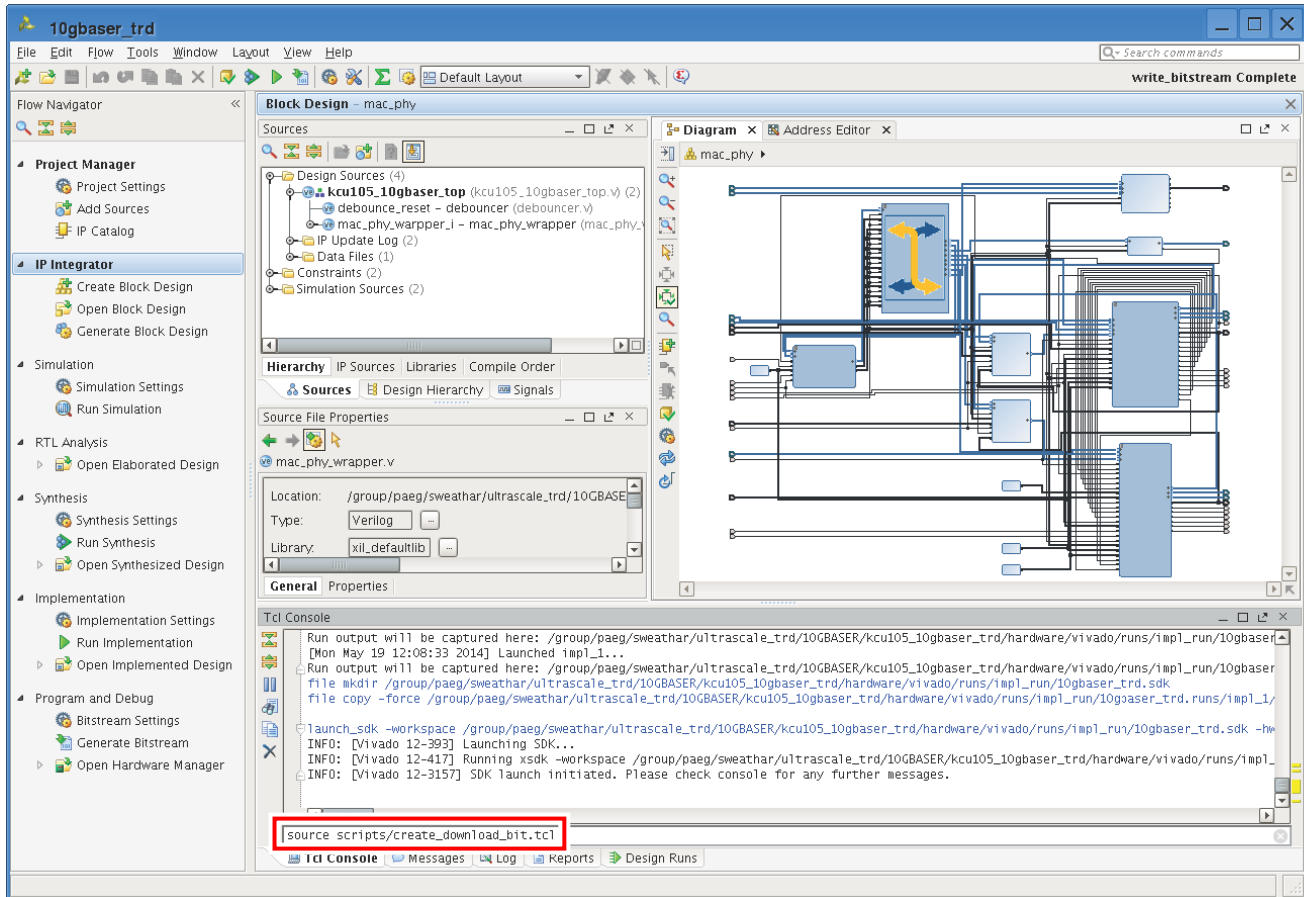 10gbaser_trd
File Edit Flow Tools Window Layout View Help
Search commands
Default Layout
write_bitstream Complete
Flow Navigator
Project Manager
Project Settings
Add Sources
IP Catalog
IP Integrator
Create Block Design
Open Block Design
Generate Block Design
Simulation
Simulation Settings
Run Simulation
RTL Analysis
Open Elaborated Design
Synthesis
Synthesis Settings
Run Synthesis
Open Synthesized Design
Implementation
Implementation Settings
Run Implementation
Open Implemented Design
Program and Debug
Bitstream Settings
Generate Bitstream
Open Hardware Manager
Block Design - mac_phy
Sources
Design Sources (4)
kcu105_10gbaser_top (kcu105_10gbaser_top.v) (2)
debounce_reset - debouncer (debouncer.v)
mac_phy_warpper_i - mac_phy_wrapper (mac_phy_
IP Update Log (2)
Data Files (1)
Constraints (2)
Simulation Sources (2)
Hierarchy IP Sources Libraries Compile Order
Sources Design Hierarchy Signals
Source File Properties
mac_phy_wrapper.v
Location: /group/paeg/sweathar/ultrascale_trd/10GBASE
Type: Verilog
Library: xil_defaultlib
General Properties
Diagram Address Editor
mac_phy
Tcl Console
Run output will be captured here: /group/paeg/sweathar/ultrascale_trd/10GBASER/kcu105_10gbaser_trd/hardware/vivado/runs/impl_run/10gbaser
[Mon May 19 12:08:33 2014] Launched impl_1...
Run output will be captured here: /group/paeg/sweathar/ultrascale_trd/10GBASER/kcu105_10gbaser_trd/hardware/vivado/runs/impl_run/10gbaser
file mkdir /group/paeg/sweathar/ultrascale_trd/10GBASER/kcu105_10gbaser_trd/hardware/vivado/runs/impl_run/10gbaser_trd.sdk
file copy -force /group/paeg/sweathar/ultrascale_trd/10GBASER/kcu105_10gbaser_trd/hardware/vivado/runs/impl_run/10gbaser_trd.runs/impl_1/
launch_sdk -workspace /group/paeg/sweathar/ultrascale_trd/10GBASER/kcu105_10gbaser_trd/hardware/vivado/runs/impl_run/10gbaser_trd.sdk -hw
INFO: [Vivado 12-393] Launching SDK...
INFO: [Vivado 12-417] Running xsdk -workspace /group/paeg/sweathar/ultrascale_trd/10GBASER/kcu105_10gbaser_trd/hardware/vivado/runs/impl_
INFO: [Vivado 12-3157] SDK launch initiated. Please check console for any further messages.
source scripts/create_download_bit.tcl
Tcl Console Messages Log Reports Design Runs